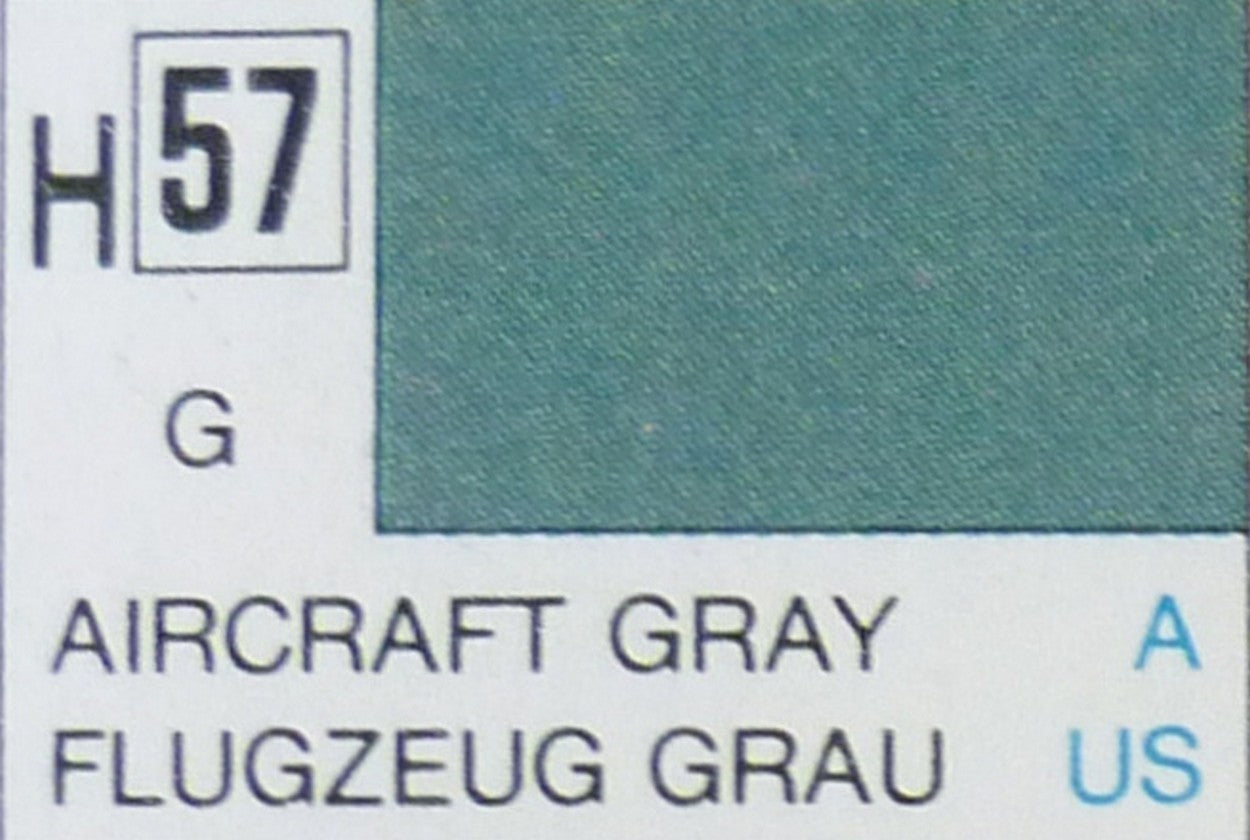 H 57
G
AIRCRAFT GRAY A
FLUGZEUG GRAU US